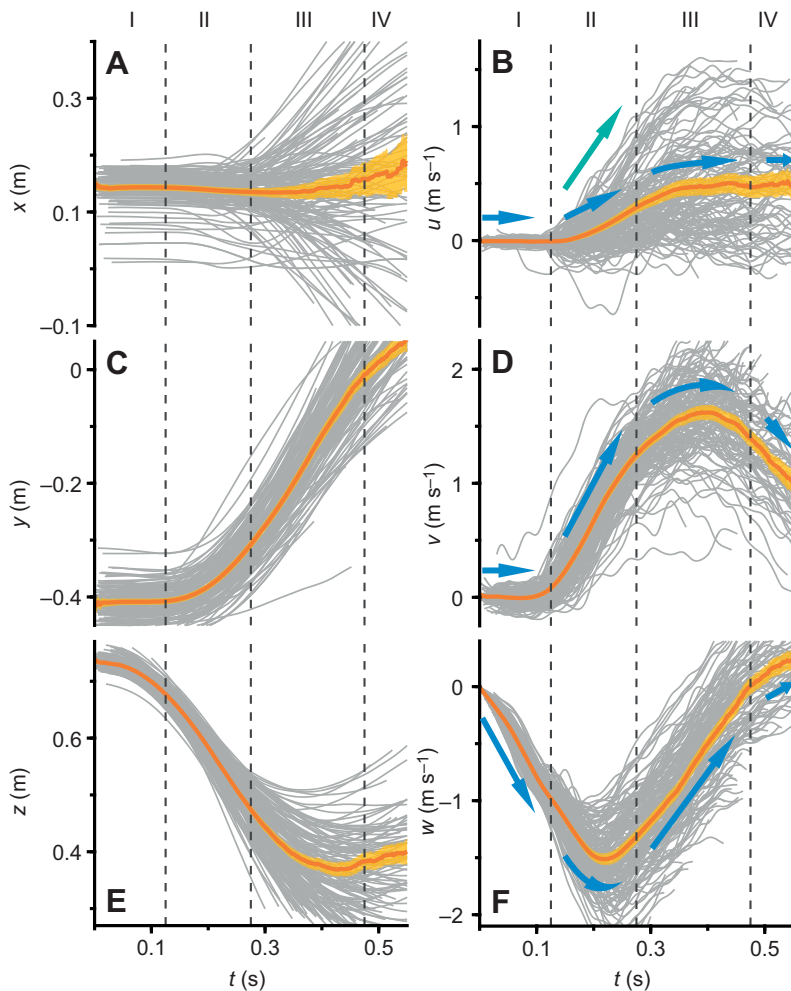 I II III IV I II III IV
A B
0.3
0.1
–0.1
x (m)
1
0
u (m s–1)
C D
0
–0.2
–0.4
y (m)
2
1
0
v (m s–1)
E F
0.6
0.4
z (m)
0
–1
–2
w (m s–1)
0.1 0.3 0.5 0.1 0.3 0.5
t (s) t (s)